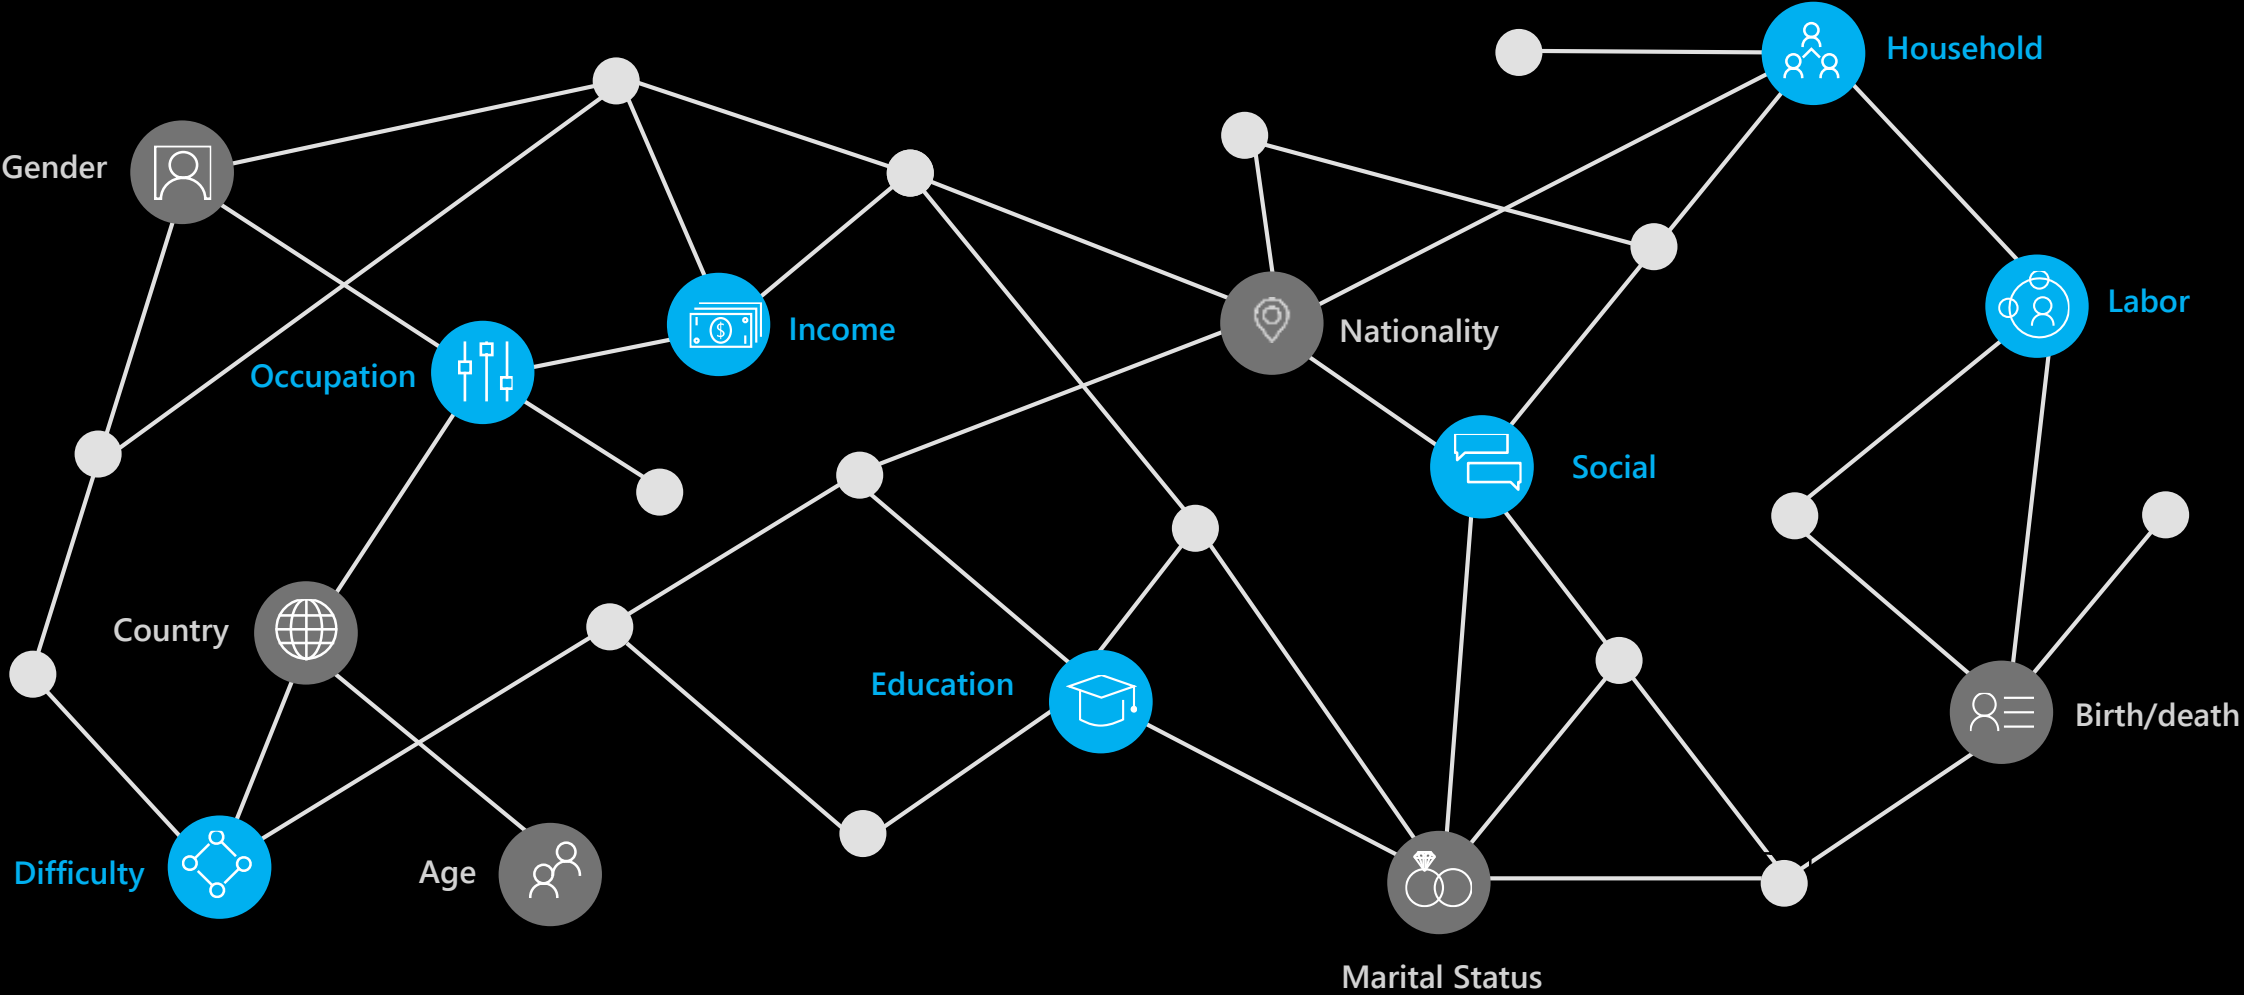 Household
Gender
Labor
Income
Nationality
Occupation
Social
Country
Education
Birth/death
Difficulty
Age
Marital Status